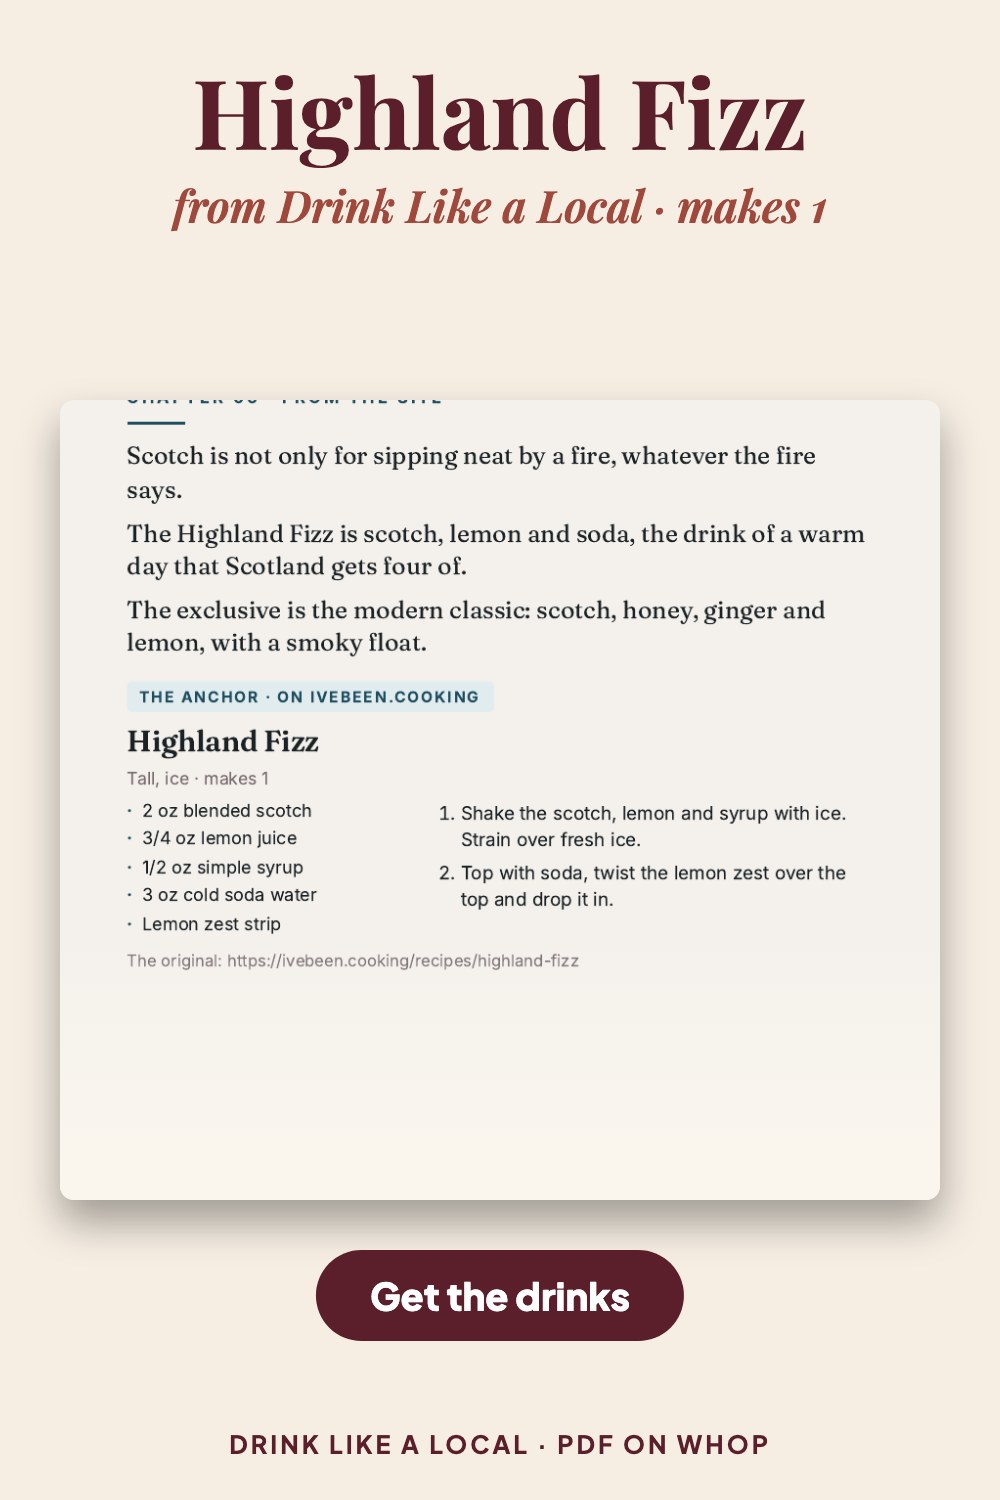 Highland Fizz
from Drink Like a Local · makes 1
Scotch is not only for sipping neat by a fire, whatever the fire
says.
The Highland Fizz is scotch, lemon and soda, the drink of a warm
day that Scotland gets four of.
The exclusive is the modern classic: scotch, honey, ginger and
lemon, with a smoky float.
THE ANCHOR · ON IVEBEEN.COOKING
Highland Fizz
Tall, ice · makes 1
· 2 oz blended scotch
· 3/4 oz lemon juice
· 1/2 oz simple syrup
· 3 oz cold soda water
· Lemon zest strip
1. Shake the scotch, lemon and syrup with ice.
Strain over fresh ice.
2. Top with soda, twist the lemon zest over the
top and drop it in.
The original: https://ivebeen.cooking/recipes/highland-fizz
Get the drinks
DRINK LIKE A LOCAL · PDF ON WHOP